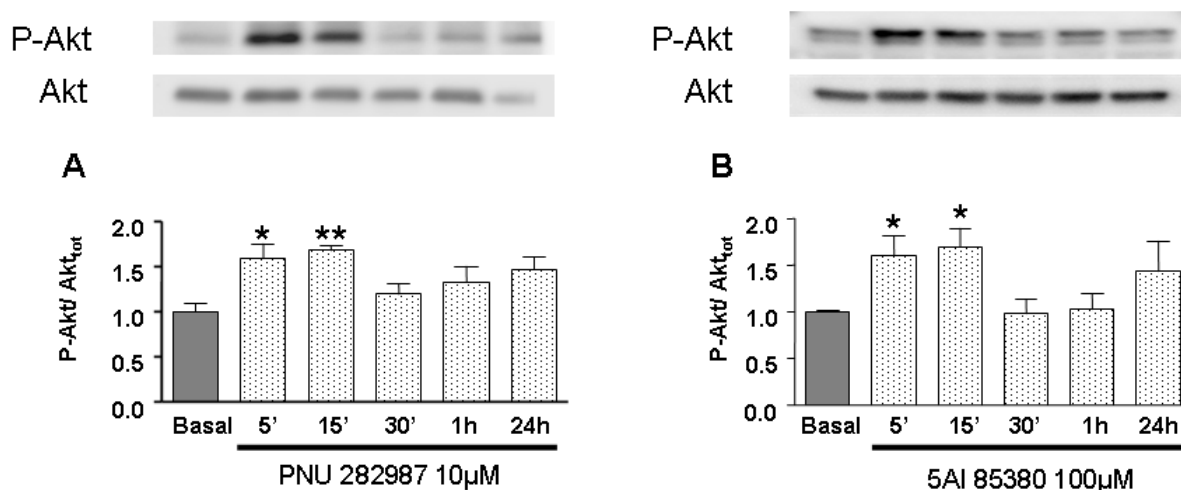 P-Akt
Akt
A
P-Akt/ Akt_tot
2.0
1.5
1.0
0.5
0.0
*
**
Basal 5’ 15’ 30’ 1h 24h
PNU 282987 10µM
P-Akt
Akt
B
P-Akt/ Akt_tot
2.0
1.5
1.0
0.5
0.0
* *
Basal 5’ 15’ 30’ 1h 24h
5AI 85380 100µM